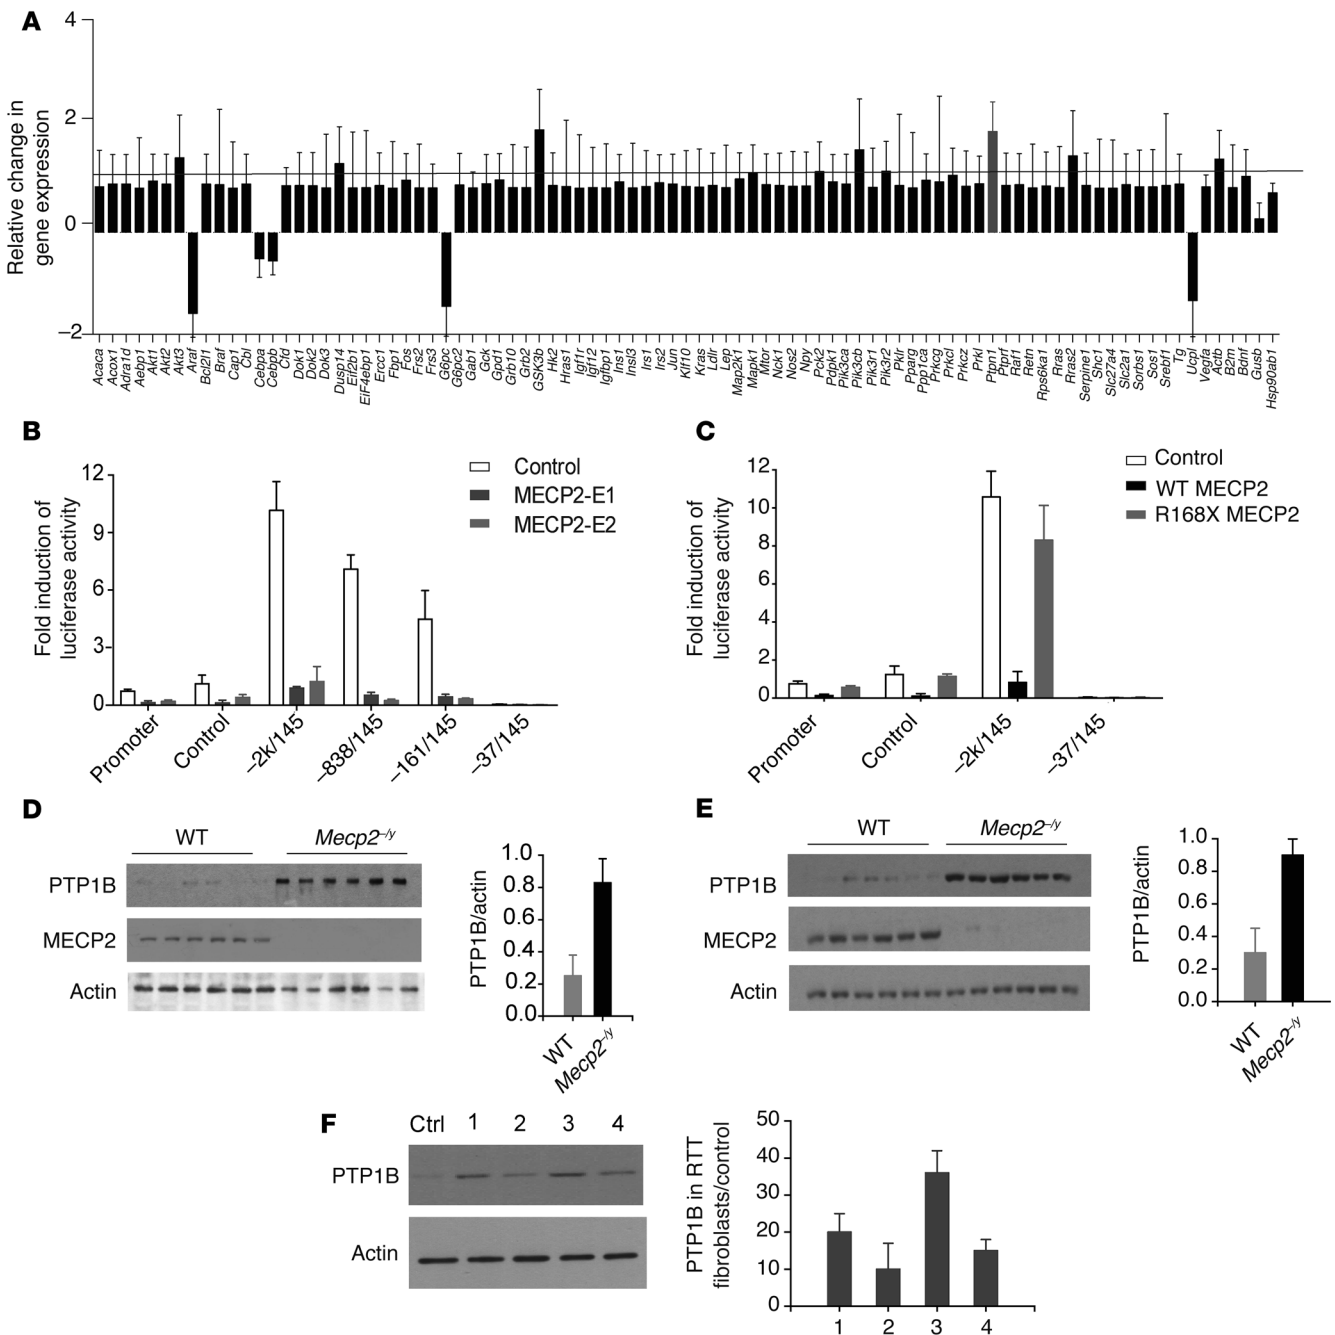 A
Relative change in
gene expression
4
2
0
–2
Acaca Acox1 Adra1d Aebp1 Akt1 Akt2 Akt3 Araf Bcl2l1 Braf Cap1 Cbl Cebpa Cebpb Cfd Dok1 Dok2 Dok3 Dusp14 Eif2b1 EiF4ebp1 Ercc1 Fbp1 Fos Frs2 Frs3 G6pc G6pc2 Gab1 Gck Gpd1 Grb10 Grb2 GSK3b Hk2 Hras1 Igf1r Igf12 Igfbp1 Ins1 Insl3 Irs1 Irs2 Jun Klf10 Kras Ldlr Lep Map2k1 Mapk1 Mtor Nck1 Nos2 Npy Pck2 Pdpk1 Pik3ca Pik3cb Pik3r1 Pik3r2 Pklr Pparg Ppp1ca Prkcg Prkcl Prkcz Prkl Ptpn1 Ptprf Raf1 Retn Rps6ka1 Rras Rras2 Serpine1 Shc1 Slc27a4 Slc2a1 Sorbs1 Sos1 Srebf1 Tg Ucpl Vegfa Actb B2m Bdnf Gusb Hsp90ab1
B
Fold induction of
luciferase activity
12
9
6
3
0
Control
MECP2-E1
MECP2-E2
Promoter Control –2k/145 –838/145 –161/145 –37/145
C
Fold induction of
luciferase activity
12
10
8
6
4
2
0
Control
WT MECP2
R168X MECP2
Promoter Control –2k/145 –37/145
D
WT Mecp2–/y
PTP1B
MECP2
Actin
PTP1B/actin
1.0
0.8
0.6
0.4
0.2
0.0
WT Mecp2–/y
E
WT Mecp2–/y
PTP1B
MECP2
Actin
PTP1B/actin
1.0
0.8
0.6
0.4
0.2
0.0
WT Mecp2–/y
F
Ctrl 1 2 3 4
PTP1B
Actin
PTP1B in RTT
fibroblasts/control
50
40
30
20
10
0
1 2 3 4